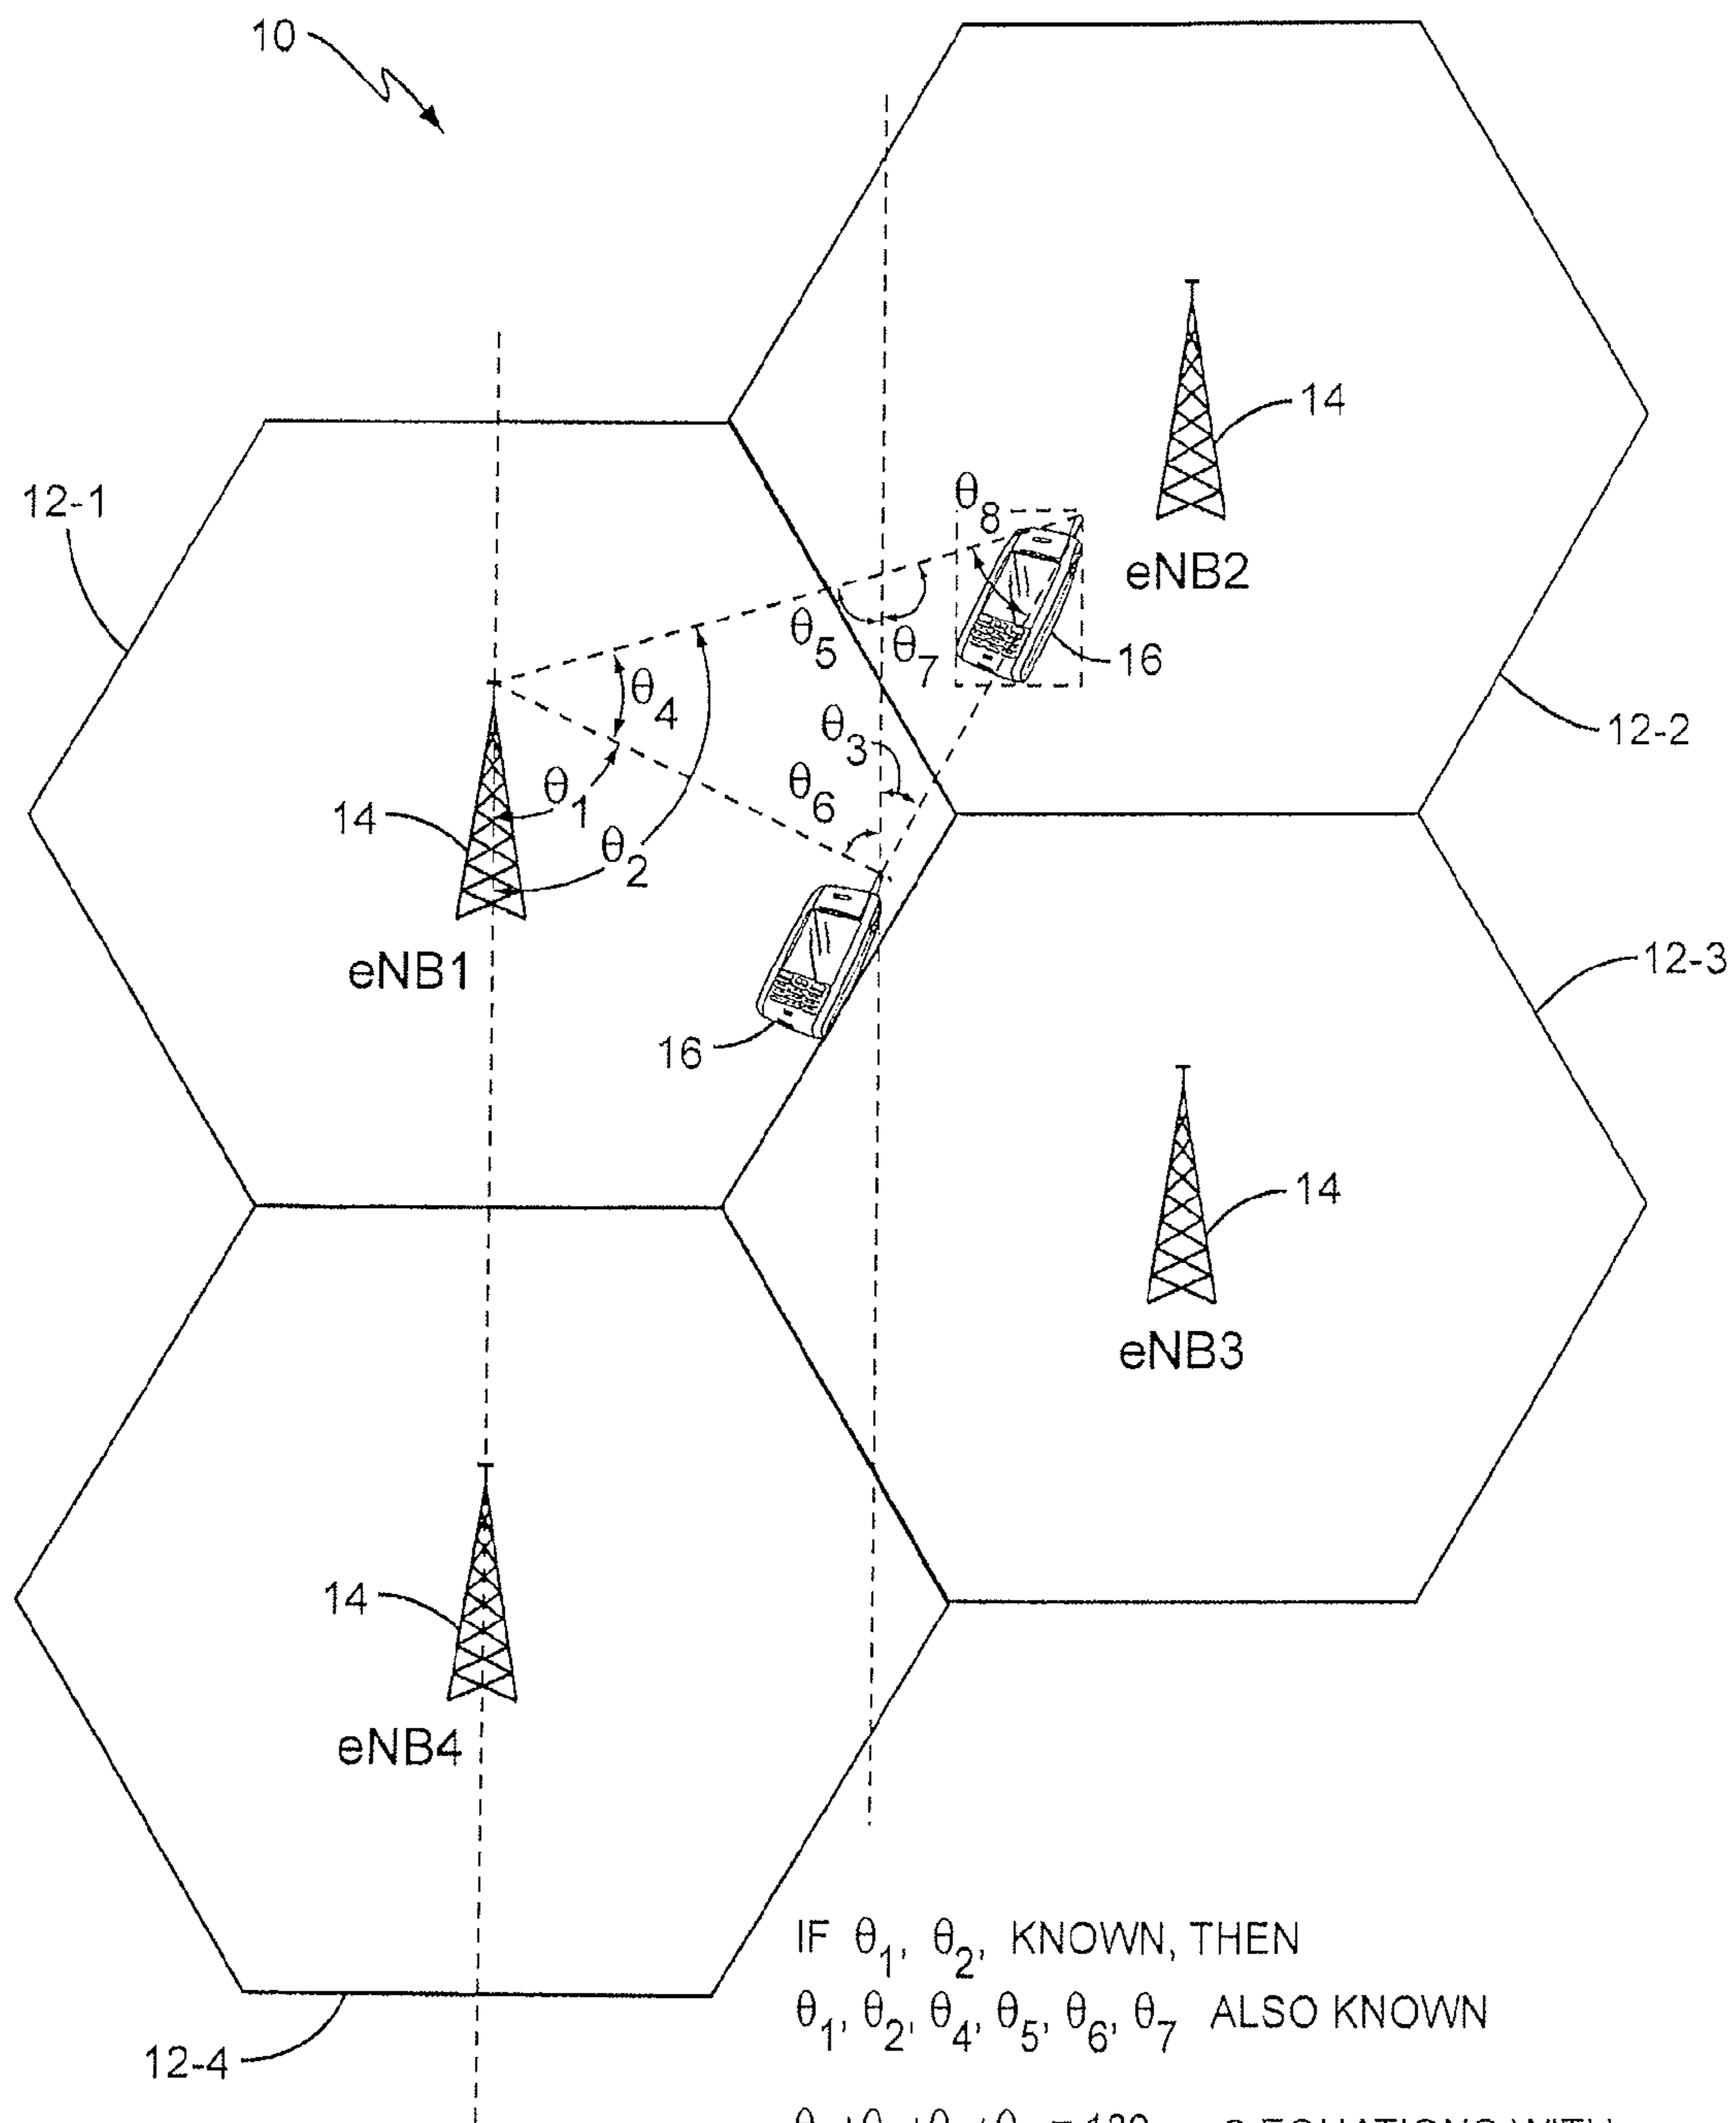 10
12-1
14
eNB2
θ8
16
θ5
θ7
θ4
θ3
12-2
θ1
θ6
14
θ2
eNB1
12-3
16
14
eNB3
14
eNB4
IF θ1, θ2, KNOWN, THEN
θ1, θ2, θ4, θ5, θ6, θ7 ALSO KNOWN
12-4